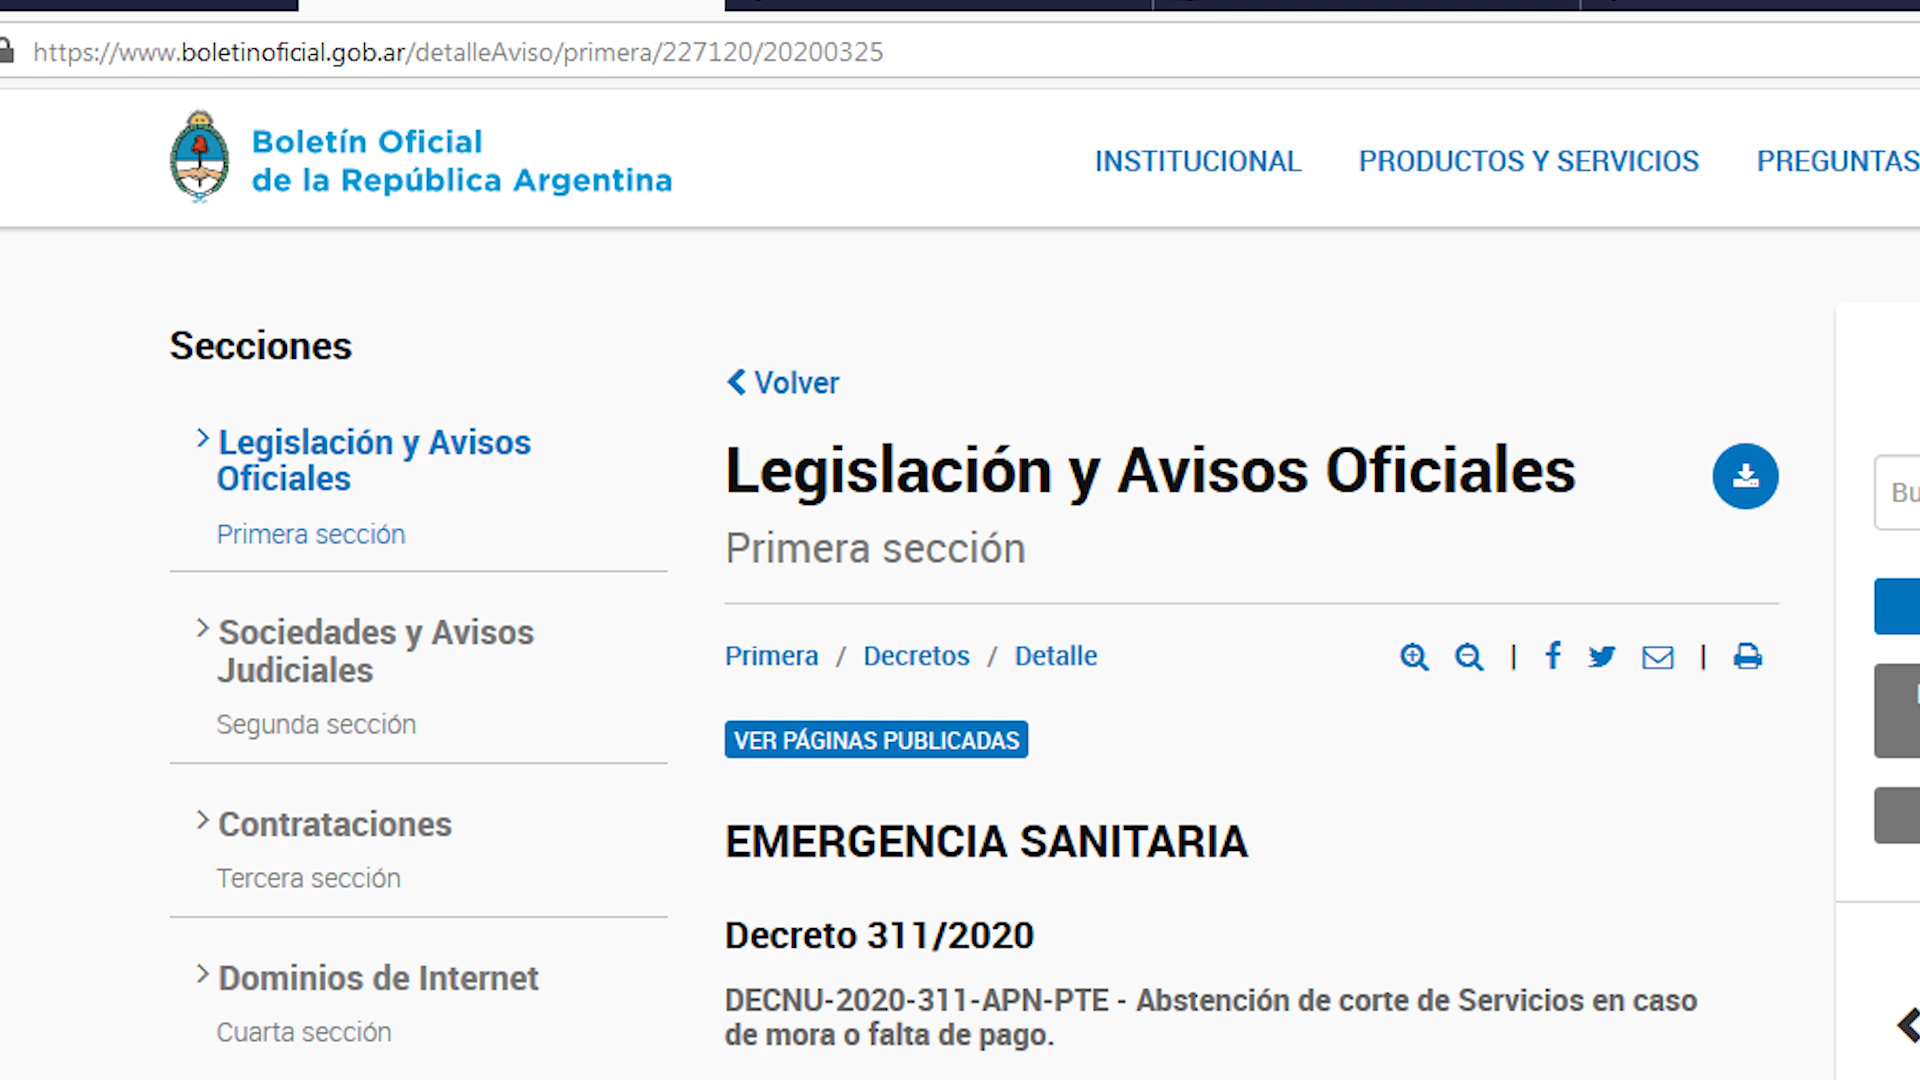 https://www.boletinoficial.gob.ar/detalleAviso/primera/227120/20200325
Boletín Oficial
de la República Argentina
INSTITUCIONAL
PRODUCTOS Y SERVICIOS
PREGUNTAS
Secciones
Legislación y Avisos
Oficiales
Primera sección
Sociedades y Avisos
Judiciales
Segunda sección
Contrataciones
Tercera sección
Dominios de Internet
Cuarta sección
Volver
Legislación y Avisos Oficiales
Primera sección
Primera / Decretos / Detalle
| |
VER PÁGINAS PUBLICADAS
EMERGENCIA SANITARIA
Decreto 311/2020
DECNU-2020-311-APN-PTE - Abstención de corte de Servicios en caso
de mora o falta de pago.
Bu